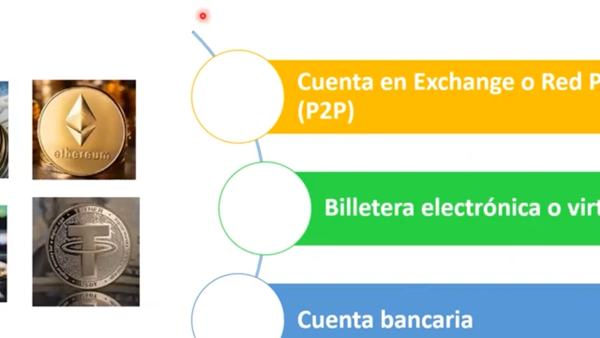 Cuenta en Exchange o Red P
(P2P)
ethereum
Billetera electrónica o virt
Cuenta bancaria